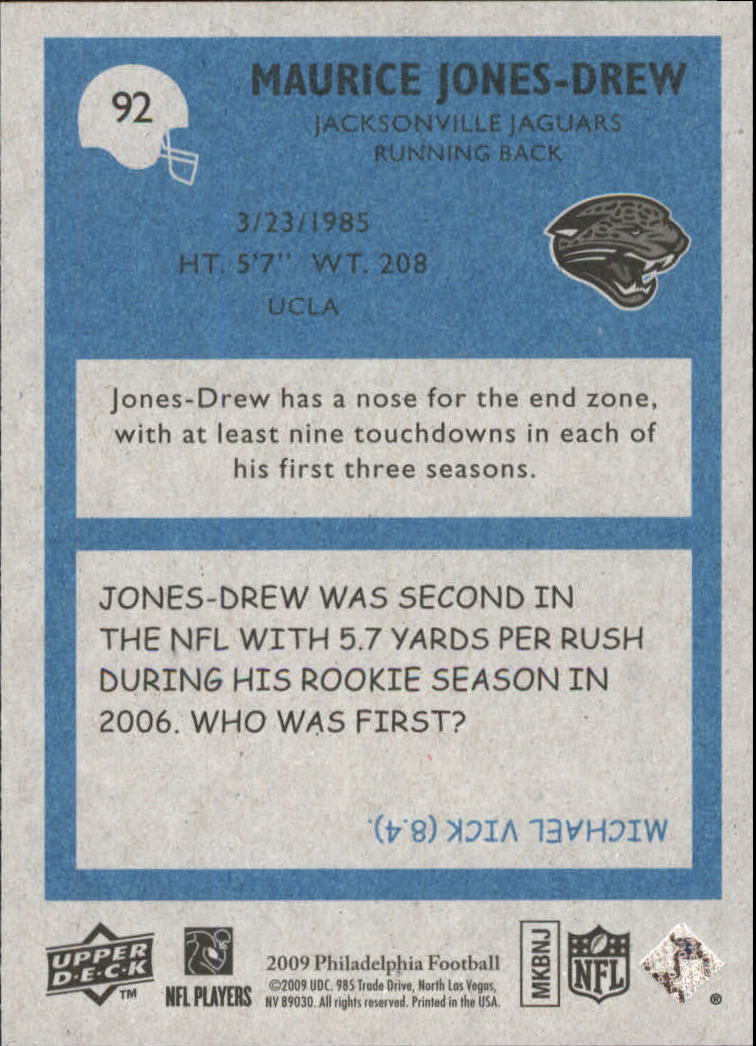 92
MAURICE JONES-DREW
JACKSONVILLE JAGUARS
RUNNING BACK
3/23/1985
HT. 5'7" WT. 208
UCLA
Jones-Drew has a nose for the end zone,
with at least nine touchdowns in each of
his first three seasons.
JONES-DREW WAS SECOND IN
THE NFL WITH 5.7 YARDS PER RUSH
DURING HIS ROOKIE SEASON IN
2006. WHO WAS FIRST?
MICHAEL VICK (8.4).
UPPER
D·E·C·K
TM
NFL PLAYERS
2009 Philadelphia Football
©2009 UDC. 985 Trade Drive, North Las Vegas,
NV 89030. All rights reserved. Printed in the USA.
MKBNJ
NFL
®